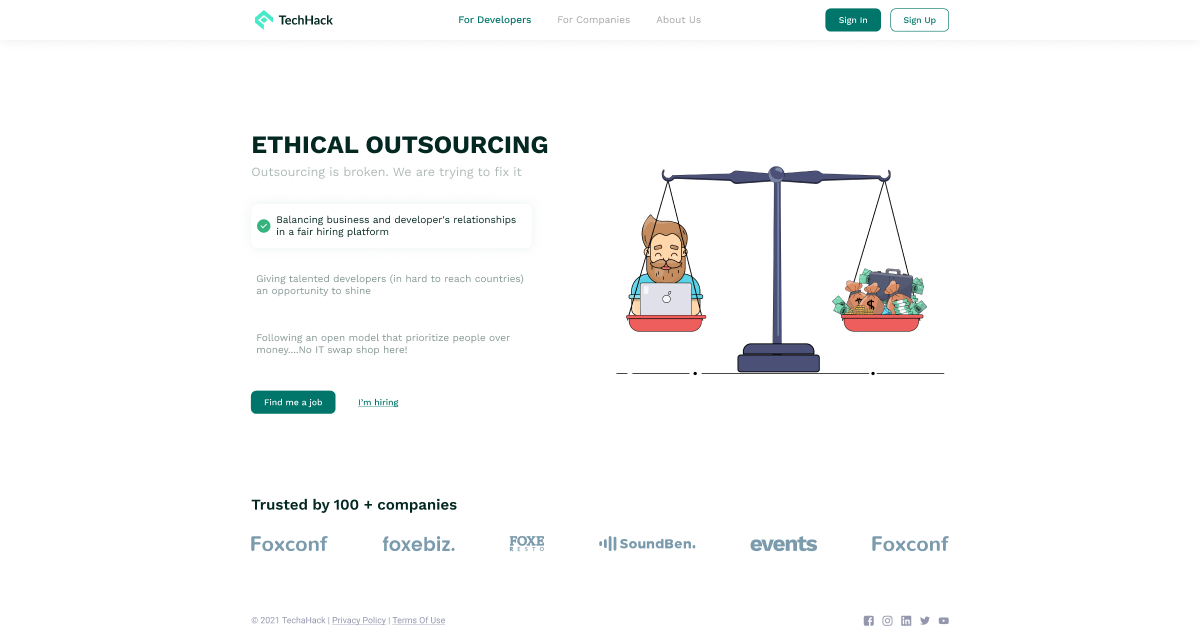 TechHack
For Developers
For Companies
About Us
Sign In
Sign Up
ETHICAL OUTSOURCING
Outsourcing is broken. We are trying to fix it
Balancing business and developer's relationships
in a fair hiring platform
Giving talented developers (in hard to reach countries)
an opportunity to shine
Following an open model that prioritize people over
money....No IT swap shop here!
Find me a job
I'm hiring
$
Trusted by 100 + companies
Foxconf
foxebiz.
FOXE
RESTO
SoundBen.
events
Foxconf
© 2021 TechaHack | Privacy Policy | Terms Of Use